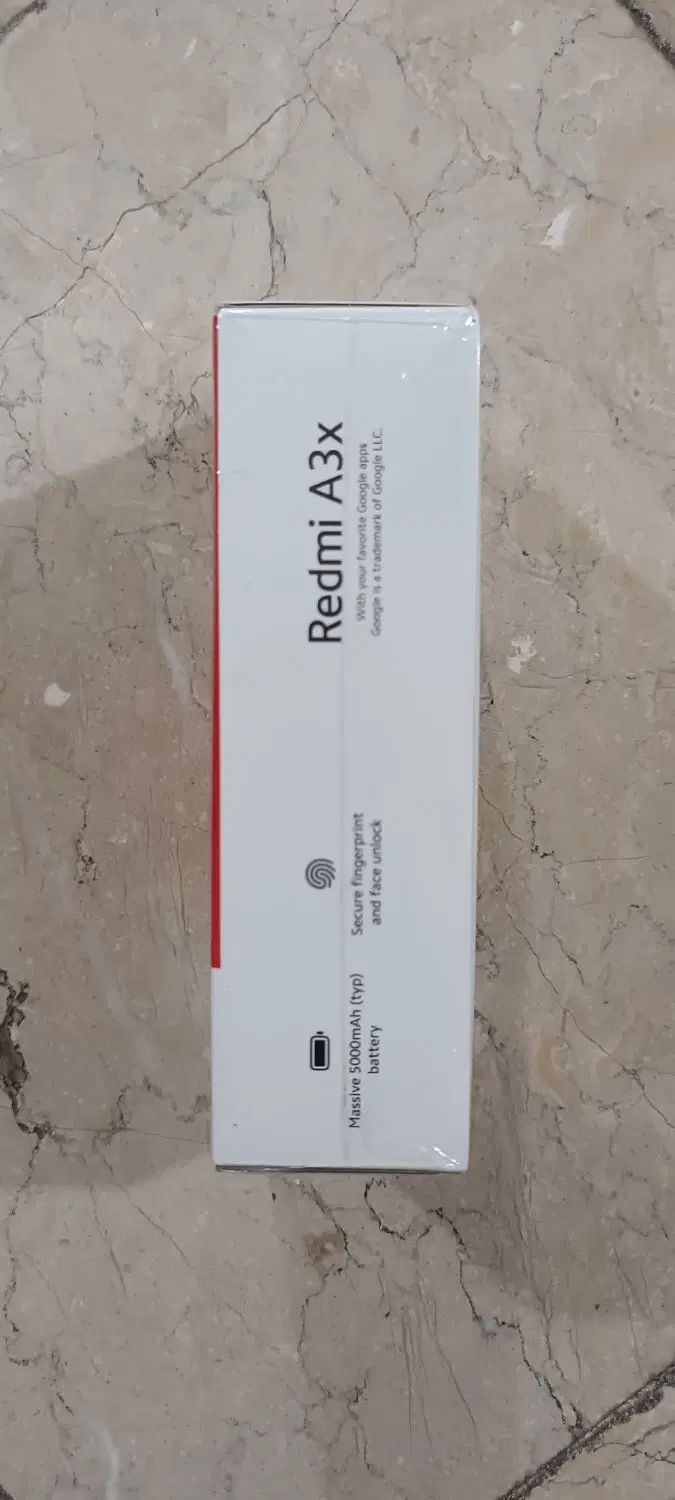 Massive 5000mAh (typ)
battery
Secure fingerprint
and face unlock
Redmi A3x
With your favorite Google apps
Google is a trademark of Google LLC.